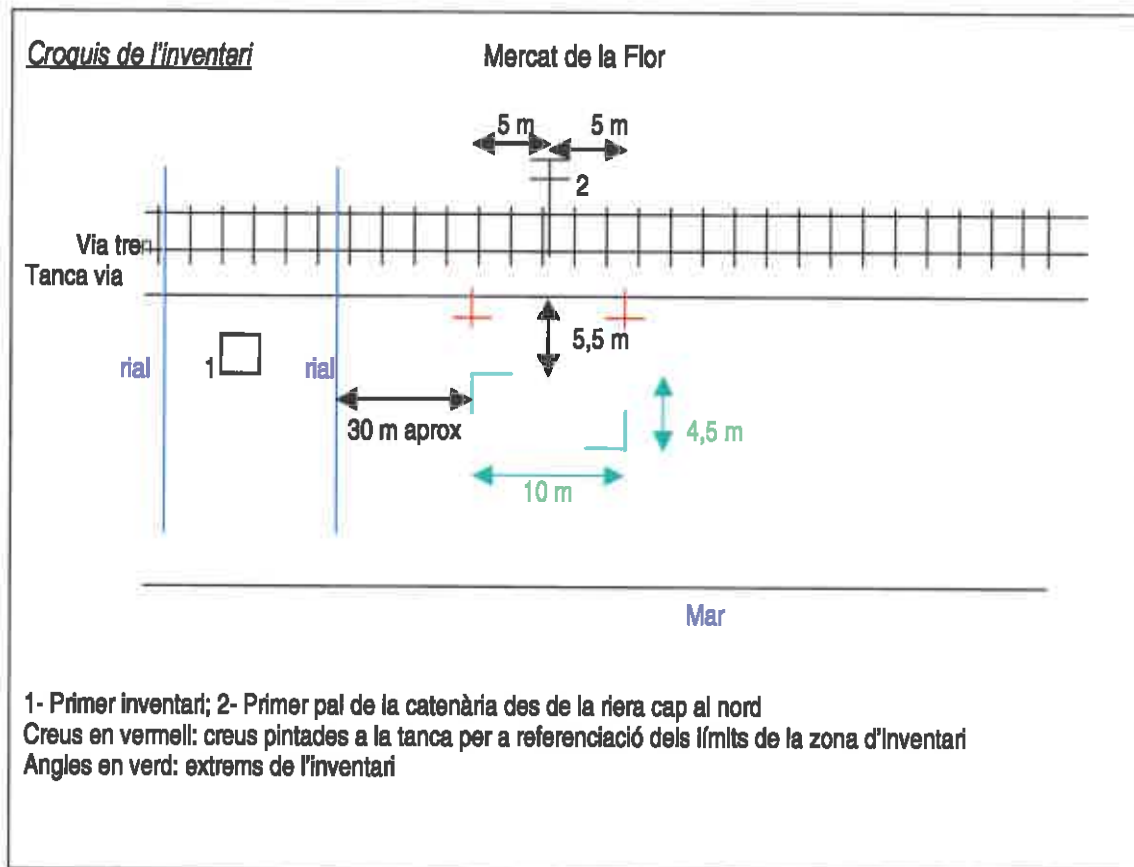 Croquis de l'inventari
Mercat de la Flor
5 m
5 m
2
Via tren
Tanca via
5,5 m
rial
1
rial
30 m aprox
4,5 m
10 m
Mar
1- Primer inventari; 2- Primer pal de la catenària des de la riera cap al nord
Creus en vermell: creus pintades a la tanca per a referenciació dels límits de la zona d'inventari
Angles en verd: extrems de l'inventari